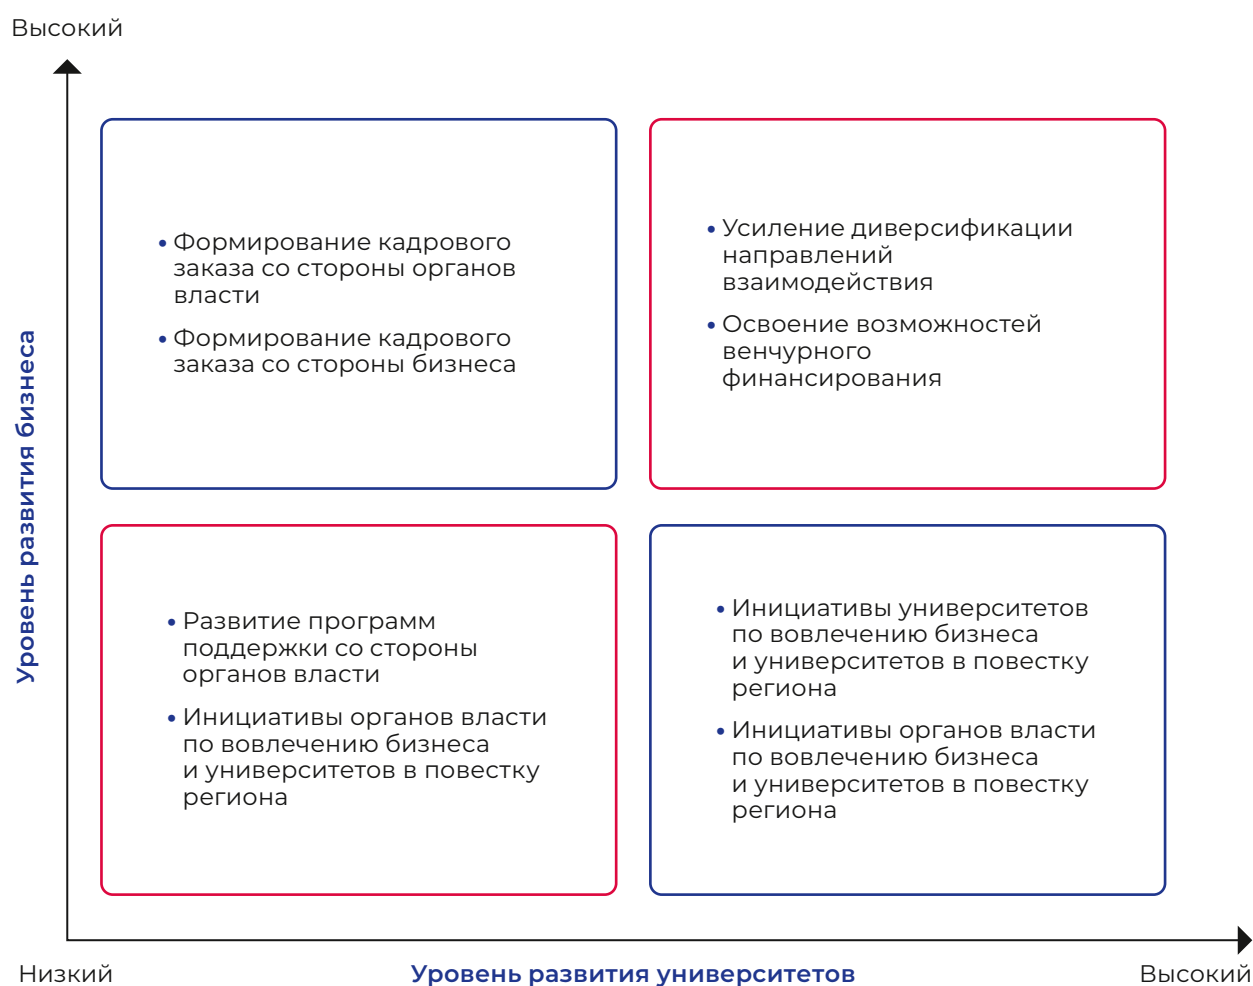 Высокий
Уровень развития бизнеса
• Формирование кадрового
заказа со стороны органов
власти
• Формирование кадрового
заказа со стороны бизнеса
• Усиление диверсификации
направлений
взаимодействия
• Освоение возможностей
венчурного
финансирования
• Развитие программ
поддержки со стороны
органов власти
• Инициативы органов власти
по вовлечению бизнеса
и университетов в повестку
региона
• Инициативы университетов
по вовлечению бизнеса
и университетов в повестку
региона
• Инициативы органов власти
по вовлечению бизнеса
и университетов в повестку
региона
Низкий
Уровень развития университетов
Высокий